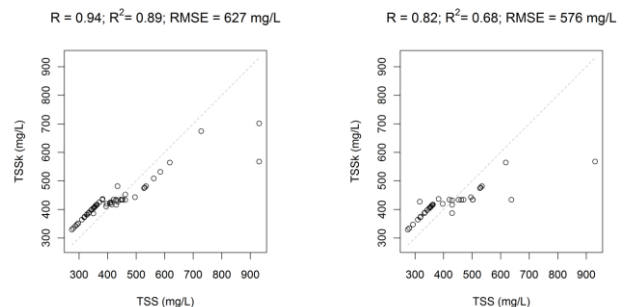 R = 0.94; R²= 0.89; RMSE = 627 mg/L
TSSk (mg/L)
900
800
700
600
500
400
300
300 400 500 600 700 800 900
TSS (mg/L)
R = 0.82; R²= 0.68; RMSE = 576 mg/L
TSSk (mg/L)
900
800
700
600
500
400
300
300 400 500 600 700 800 900
TSS (mg/L)